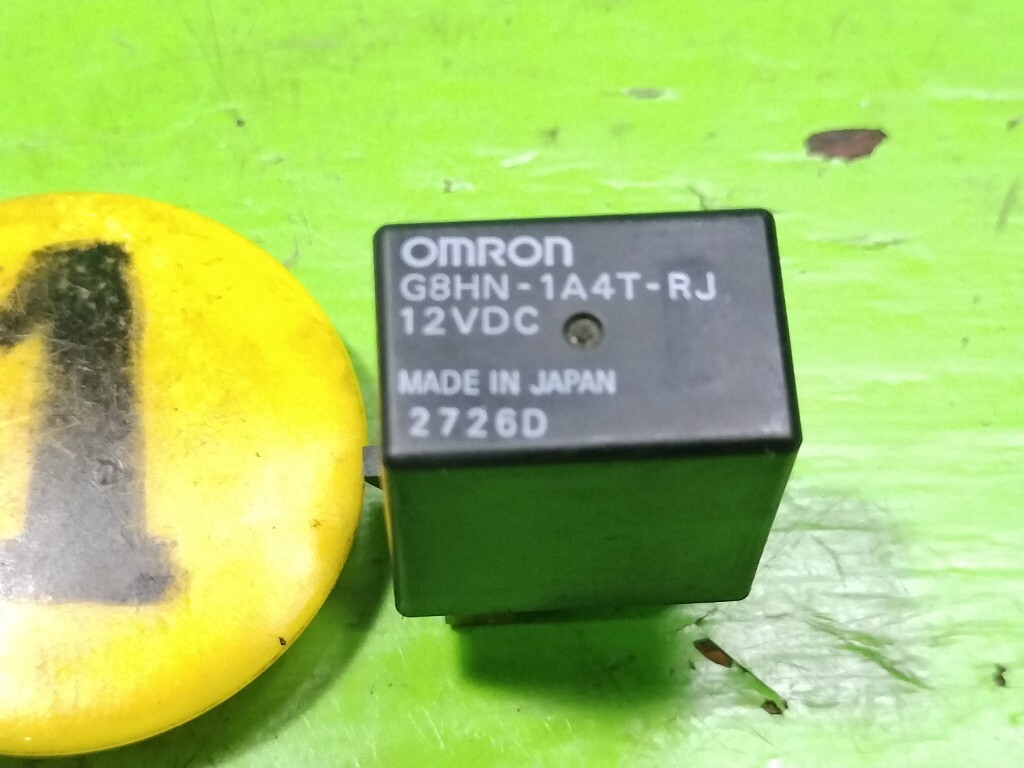 1
OMRON
G8HN-1A4T-RJ
12VDC
MADE IN JAPAN
2726D